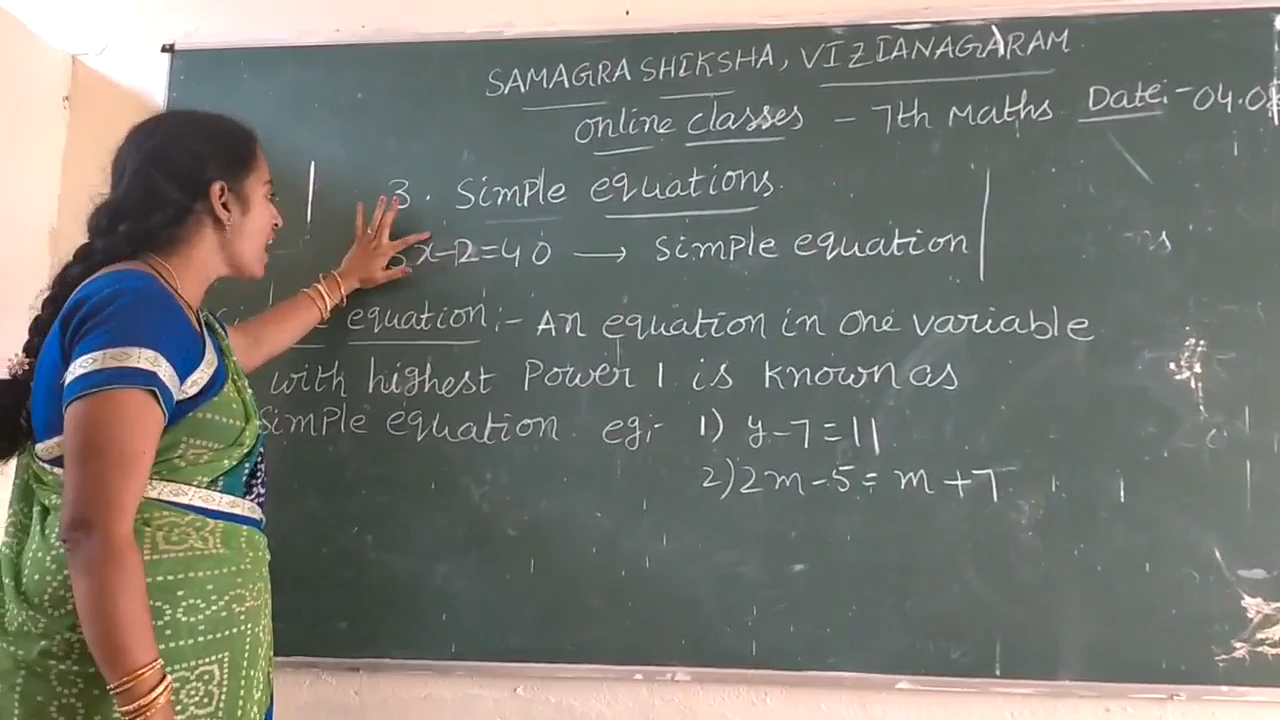 SAMAGRA SHIKSHA, VIZIANAGARAM
online classes - 7th Maths Date:- 04.0
3. Simple equations.
x-12=40 → simple equation
equation:- An equation in one variable
with highest Power 1 is known as
Simple equation eg:- 1) y-7=11
2) 2m-5=m+7